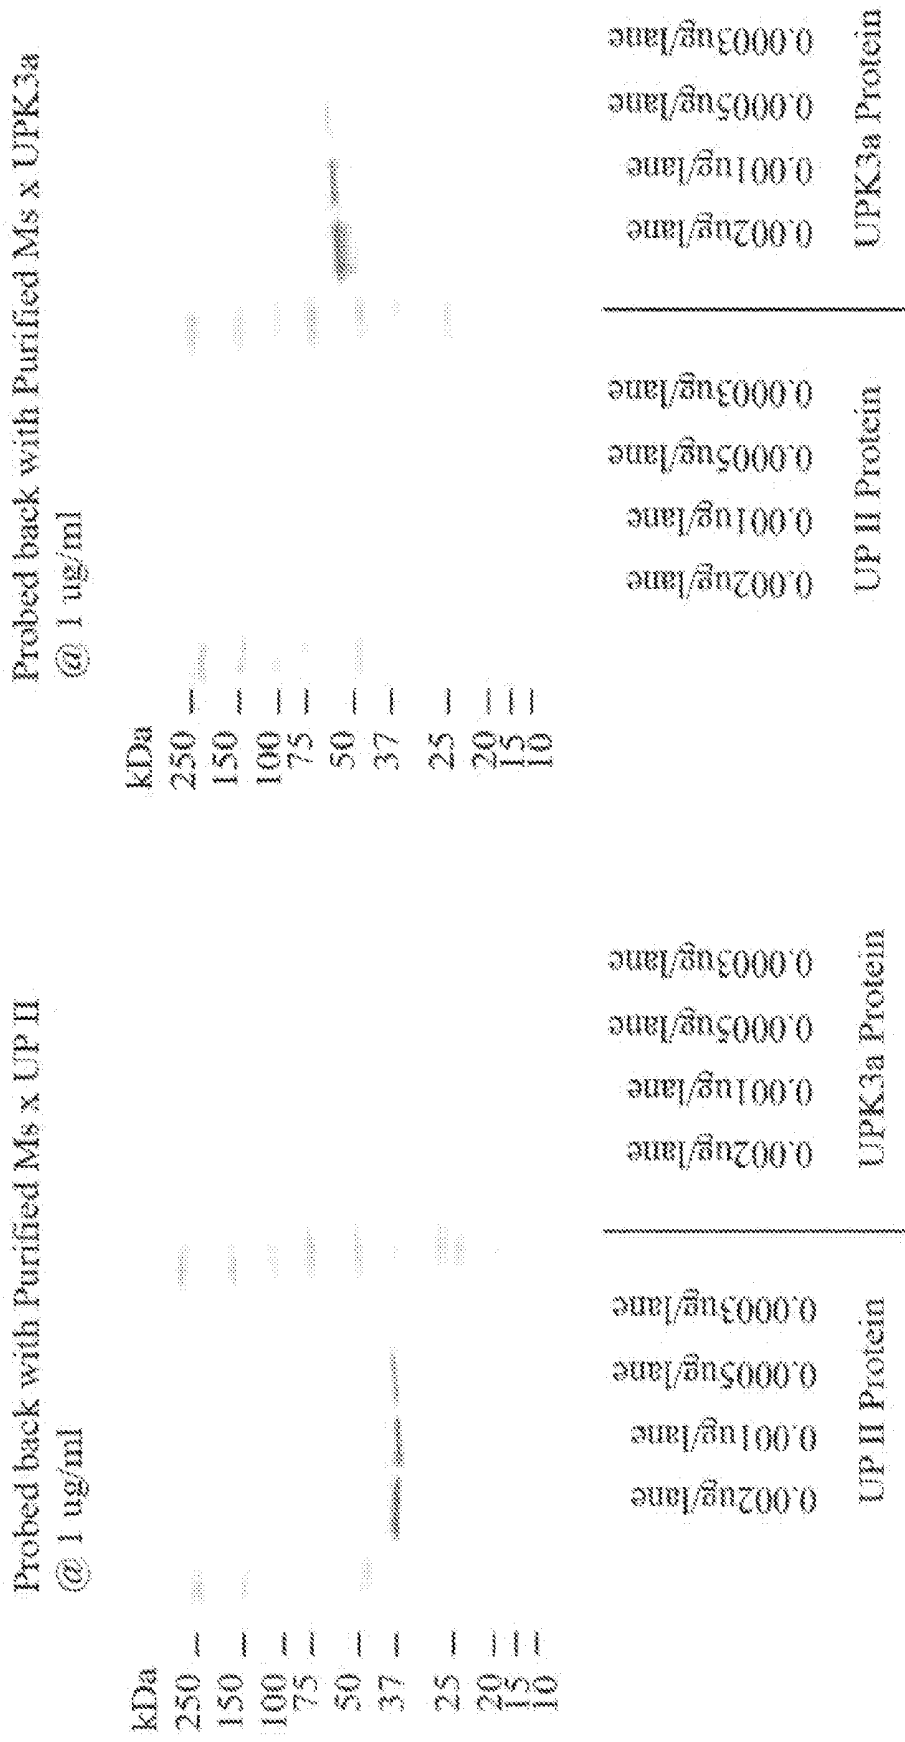 Probed back with Purified Ms x UP II
@ 1 ug/ml
kDa
250
150
100
75
50
37
25
20
15
10
0.002ug/lane
0.001ug/lane
0.0005ug/lane
0.0003ug/lane
0.002ug/lane
0.001ug/lane
0.0005ug/lane
0.0003ug/lane
UP II Protein
UPK3a Protein
Probed back with Purified Ms x UPK3a
@ 1 ug/ml
kDa
250
150
100
75
50
37
25
20
15
10
0.002ug/lane
0.001ug/lane
0.0005ug/lane
0.0003ug/lane
0.002ug/lane
0.001ug/lane
0.0005ug/lane
0.0003ug/lane
UP II Protein
UPK3a Protein